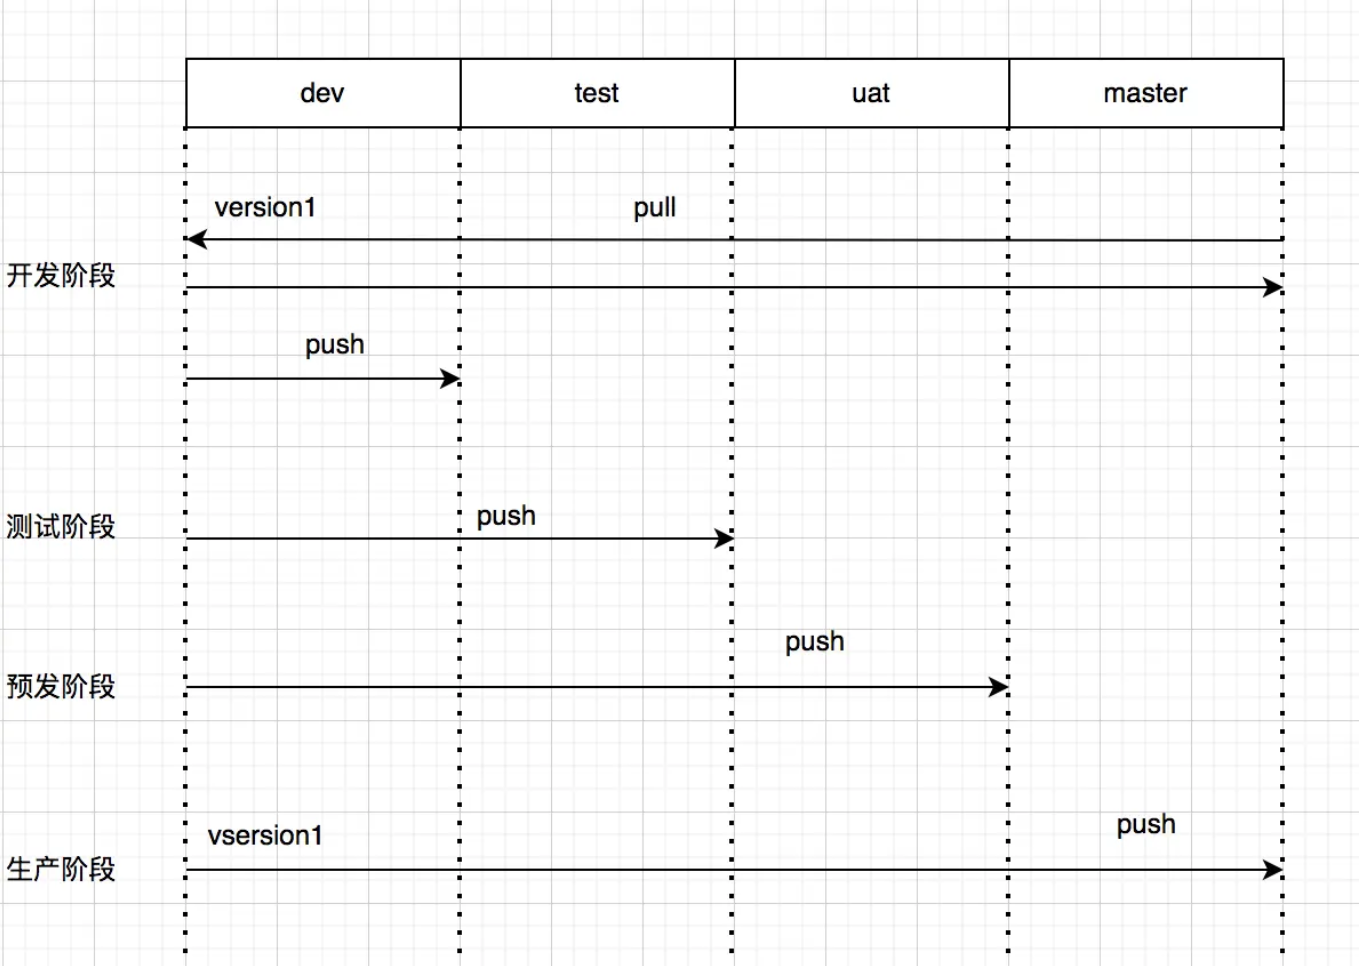 dev test uat master
version1 pull
开发阶段
push
push
测试阶段
push
预发阶段
push
vsersion1
生产阶段